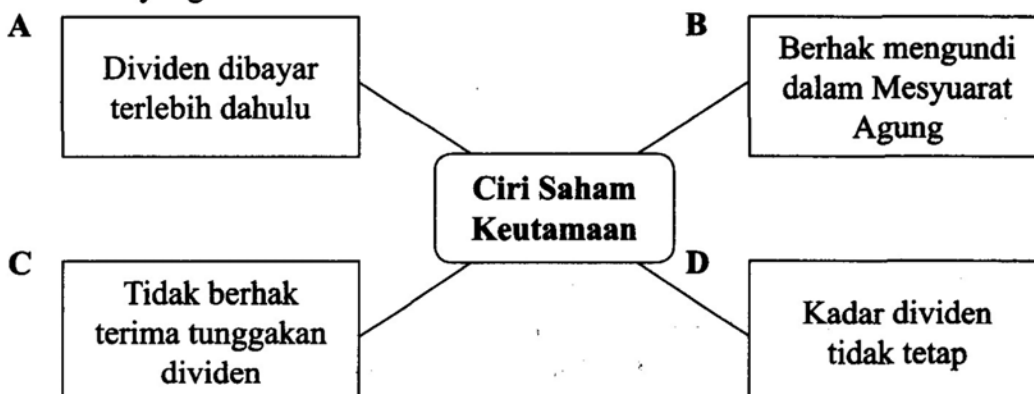 A
Dividen dibayar
terlebih dahulu
B
Berhak mengundi
dalam Mesyuarat
Agung
Ciri Saham
Keutamaan
C
Tidak berhak
terima tunggakan
dividen
D
Kadar dividen
tidak tetap